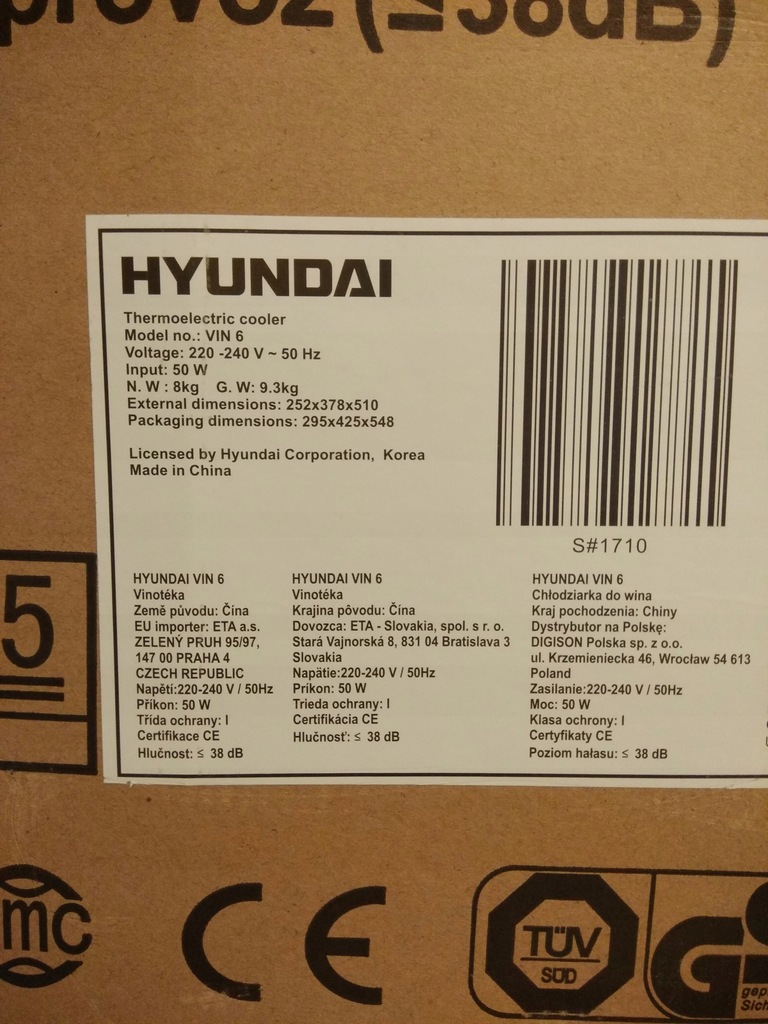 (≤38dB)
HYUNDAI
Thermoelectric cooler
Model no.: VIN 6
Voltage: 220 -240 V ~ 50 Hz
Input: 50 W
N. W : 8kg G. W: 9.3kg
External dimensions: 252x378x510
Packaging dimensions: 295x425x548
Licensed by Hyundai Corporation, Korea
Made in China
S#1710
HYUNDAI VIN 6
Vinotéka
Země původu: Čína
EU importer: ETA a.s.
ZELENÝ PRUH 95/97,
147 00 PRAHA 4
CZECH REPUBLIC
Napětí:220-240 V / 50Hz
Příkon: 50 W
Třída ochrany: I
Certifikace CE
Hlučnost: ≤ 38 dB
HYUNDAI VIN 6
Vinotéka
Krajina pôvodu: Čína
Dovozca: ETA - Slovakia, spol. s r. o.
Stará Vajnorská 8, 831 04 Bratislava 3
Slovakia
Napätie:220-240 V / 50Hz
Príkon: 50 W
Trieda ochrany: I
Certifikácia CE
Hlučnosť: ≤ 38 dB
HYUNDAI VIN 6
Chłodziarka do wina
Kraj pochodzenia: Chiny
Dystrybutor na Polskę:
DIGISON Polska sp. z o.o.
ul. Krzemieniecka 46, Wrocław 54 613
Poland
Zasilanie:220-240 V / 50Hz
Moc: 50 W
Klasa ochrony: I
Certyfikaty CE
Poziom hałasu: ≤ 38 dB
5
mc
CE
TÜV
SÜD
GS